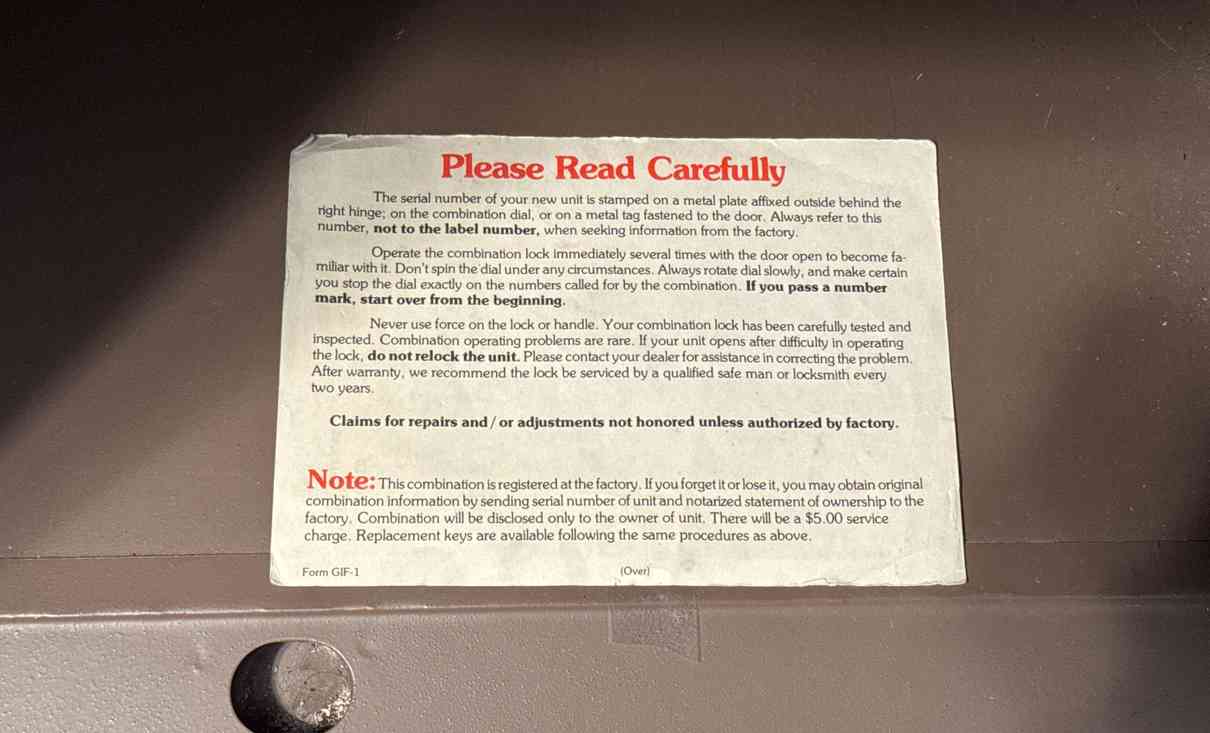 Please Read Carefully
The serial number of your new unit is stamped on a metal plate affixed outside behind the
right hinge; on the combination dial, or on a metal tag fastened to the door. Always refer to this
number, not to the label number, when seeking information from the factory.
Operate the combination lock immediately several times with the door open to become fa-
miliar with it. Don't spin the dial under any circumstances. Always rotate dial slowly, and make certain
you stop the dial exactly on the numbers called for by the combination. If you pass a number
mark, start over from the beginning.
Never use force on the lock or handle. Your combination lock has been carefully tested and
inspected. Combination operating problems are rare. If your unit opens after difficulty in operating
the lock, do not relock the unit. Please contact your dealer for assistance in correcting the problem.
After warranty, we recommend the lock be serviced by a qualified safe man or locksmith every
two years.
Claims for repairs and/or adjustments not honored unless authorized by factory.
Note: This combination is registered at the factory. If you forget it or lose it, you may obtain original
combination information by sending serial number of unit and notarized statement of ownership to the
factory. Combination will be disclosed only to the owner of unit. There will be a $5.00 service
charge. Replacement keys are available following the same procedures as above.
Form GIF-1 (Over)